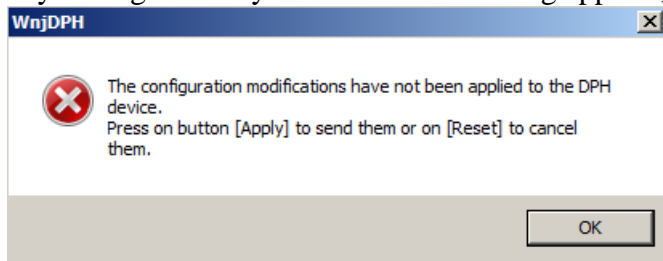 WnjDPH
The configuration modifications have not been applied to the DPH
device.
Press on button [Apply] to send them or on [Reset] to cancel
them.
OK